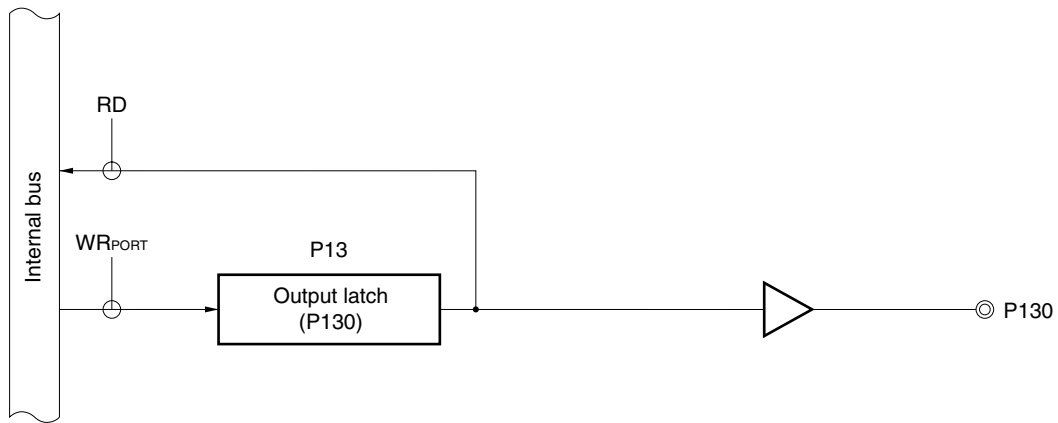 RD
Internal bus
WRPORT
P13
Output latch
(P130)
P130